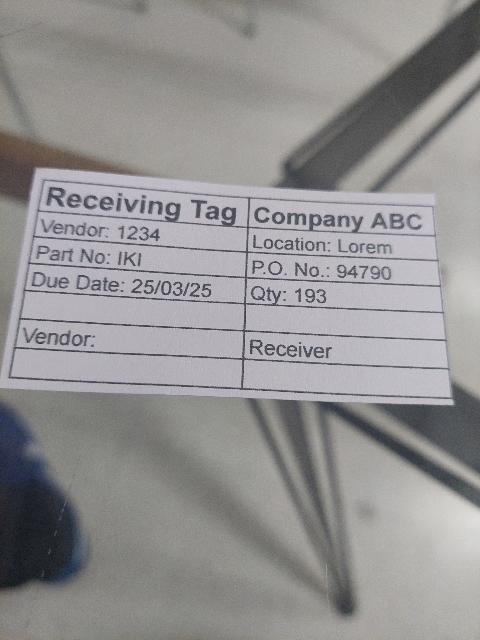 Receiving Tag Company ABC
Vendor: 1234 Location: Lorem
Part No: IKI P.O. No.: 94790
Due Date: 25/03/25 Qty: 193
Vendor: Receiver